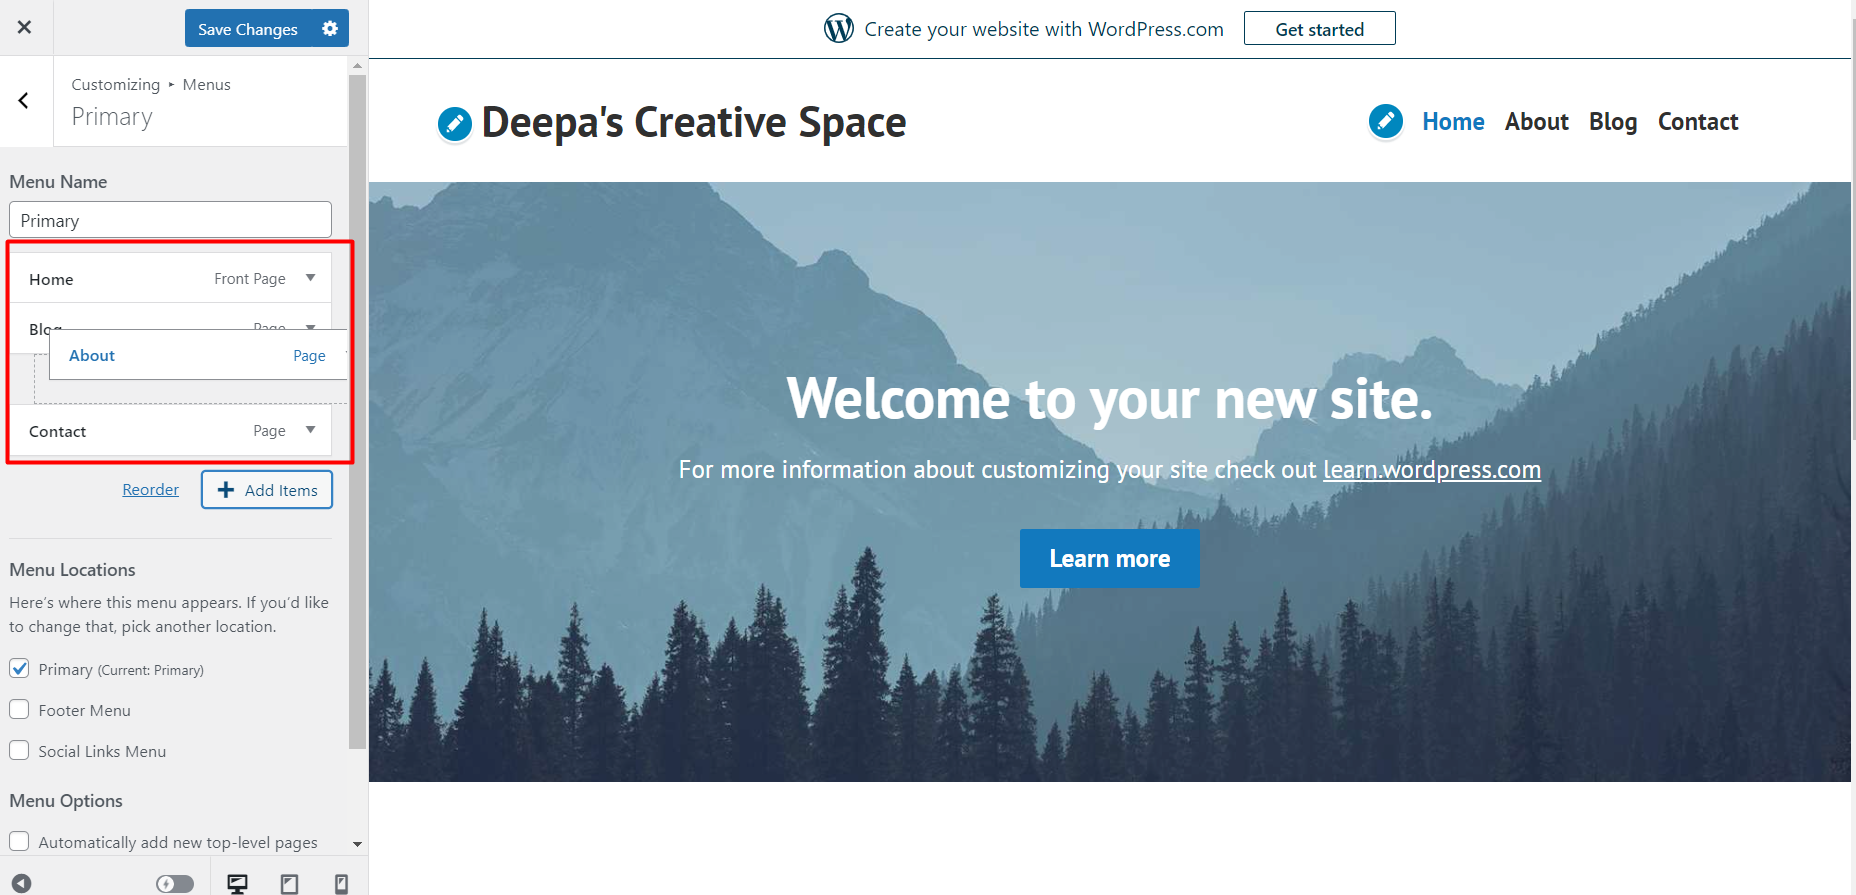 Save Changes
Customizing ▸ Menus
Primary
Menu Name
Primary
Home Front Page
Blog Page
About Page
Contact Page
Reorder Add Items
Menu Locations
Here's where this menu appears. If you'd like
to change that, pick another location.
Primary (Current: Primary)
Footer Menu
Social Links Menu
Menu Options
Automatically add new top-level pages
Create your website with WordPress.com Get started
Deepa's Creative Space
Home About Blog Contact
Welcome to your new site.
For more information about customizing your site check out learn.wordpress.com
Learn more